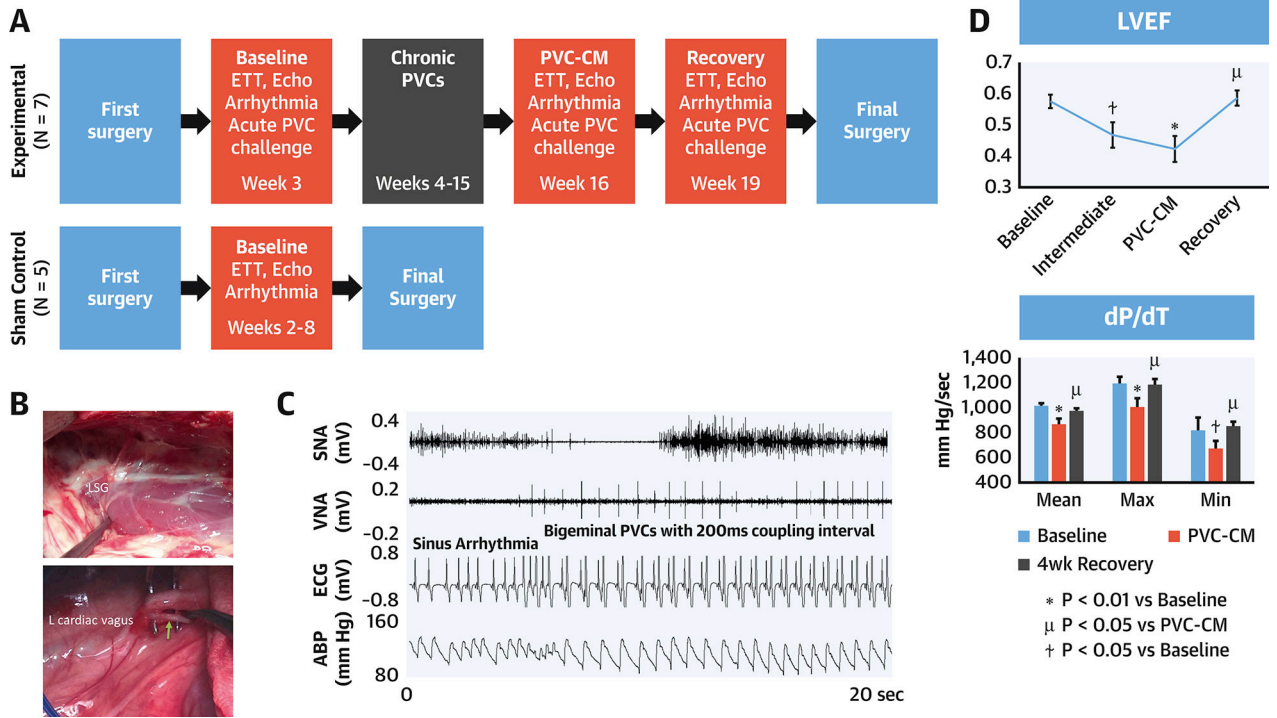 A
Experimental
(N = 7)
First
surgery
Baseline
ETT, Echo
Arrhythmia
Acute PVC
challenge
Week 3
Chronic
PVCs
Weeks 4-15
PVC-CM
ETT, Echo
Arrhythmia
Acute PVC
challenge
Week 16
Recovery
ETT, Echo
Arrhythmia
Acute PVC
challenge
Week 19
Final
Surgery
Sham Control
(N = 5)
First
surgery
Baseline
ETT, Echo
Arrhythmia
Weeks 2-8
Final
Surgery
B
LSG
L cardiac vagus
C
SNA
(mV)
0.4
−0.4
VNA
(mV)
0.2
−0.2
Bigeminal PVCs with 200ms coupling interval
Sinus Arrhythmia
ECG
(mV)
0.8
−0.8
ABP
(mm Hg)
160
80
0
20 sec
D
LVEF
0.7
0.6
0.5
0.4
0.3
†
*
µ
Baseline
Intermediate
PVC-CM
Recovery
dP/dT
mm Hg/sec
1,400
1,200
1,000
800
600
400
*
µ
*
µ
†
µ
Mean
Max
Min
Baseline
PVC-CM
4wk Recovery
* P < 0.01 vs Baseline
µ P < 0.05 vs PVC-CM
† P < 0.05 vs Baseline